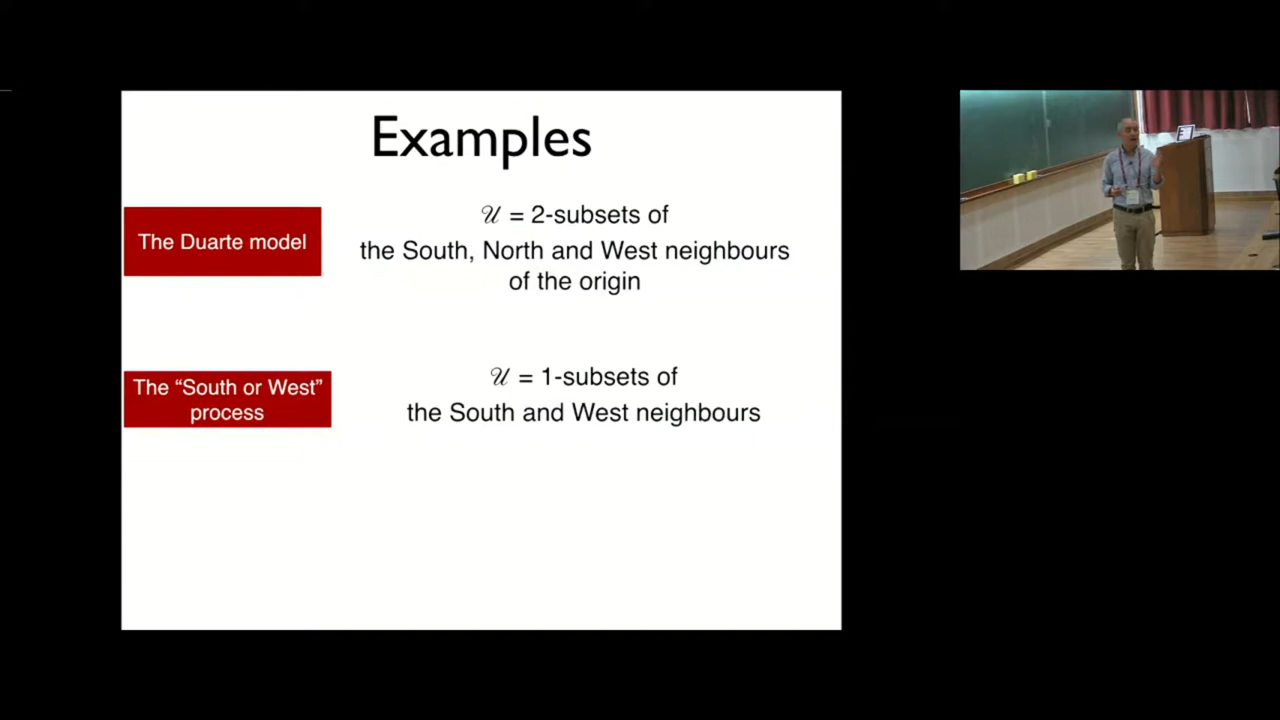 Examples
The Duarte model
𝒰 = 2-subsets of
the South, North and West neighbours
of the origin
The “South or West”
process
𝒰 = 1-subsets of
the South and West neighbours